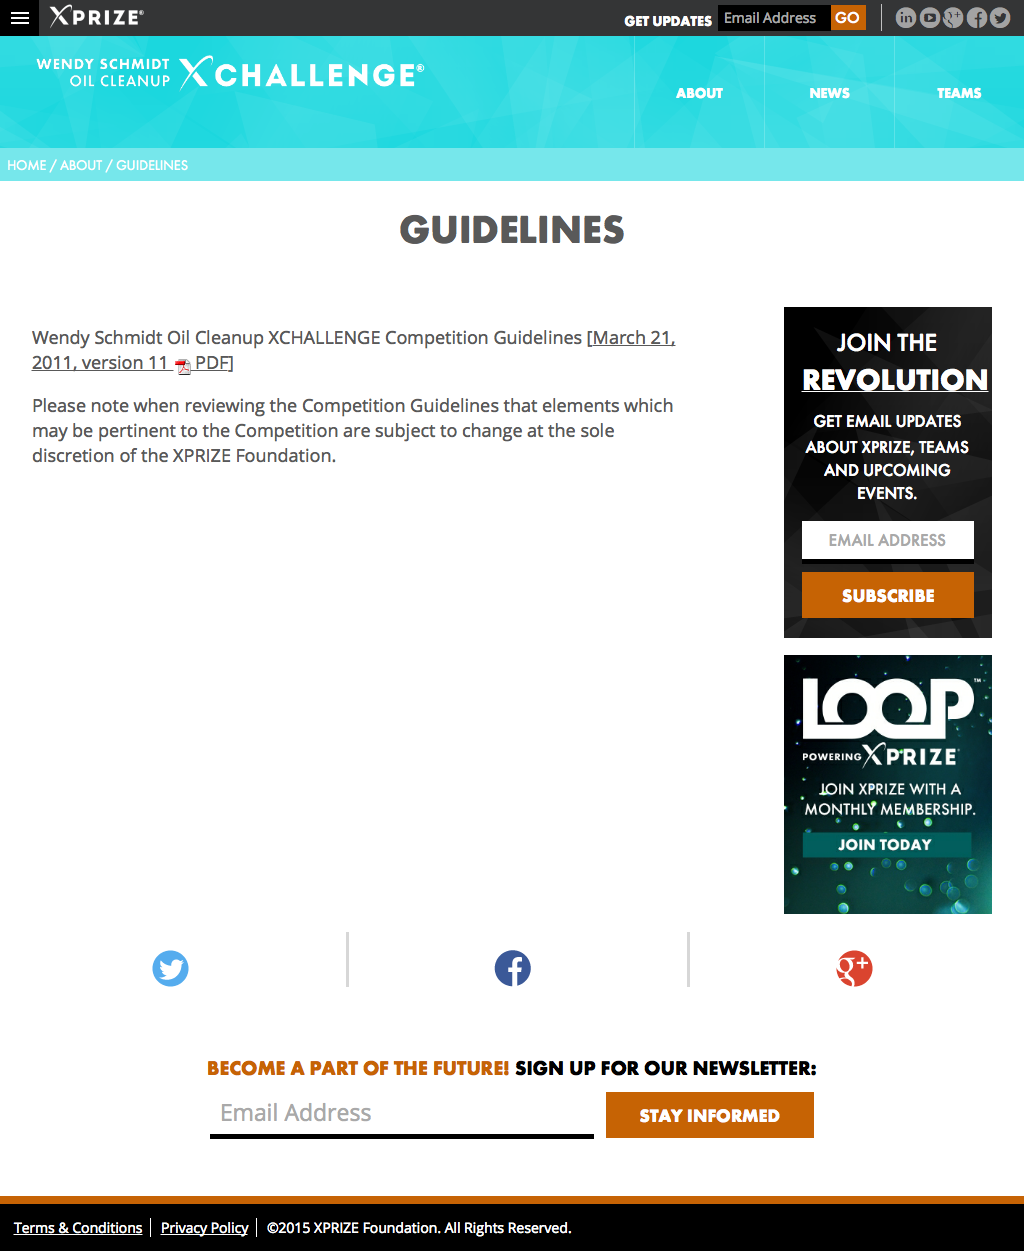 XPRIZE®
GET UPDATES
Email Address
GO
WENDY SCHMIDT
OIL CLEANUP
XCHALLENGE®
ABOUT
NEWS
TEAMS
HOME / ABOUT / GUIDELINES
GUIDELINES
Wendy Schmidt Oil Cleanup XCHALLENGE Competition Guidelines [March 21,
2011, version 11 PDF]
Please note when reviewing the Competition Guidelines that elements which
may be pertinent to the Competition are subject to change at the sole
discretion of the XPRIZE Foundation.
JOIN THE
REVOLUTION
GET EMAIL UPDATES
ABOUT XPRIZE, TEAMS
AND UPCOMING
EVENTS.
EMAIL ADDRESS
SUBSCRIBE
LOOP™
POWERING XPRIZE
JOIN XPRIZE WITH A
MONTHLY MEMBERSHIP.
JOIN TODAY
BECOME A PART OF THE FUTURE! SIGN UP FOR OUR NEWSLETTER:
Email Address
STAY INFORMED
Terms & Conditions
Privacy Policy
©2015 XPRIZE Foundation. All Rights Reserved.